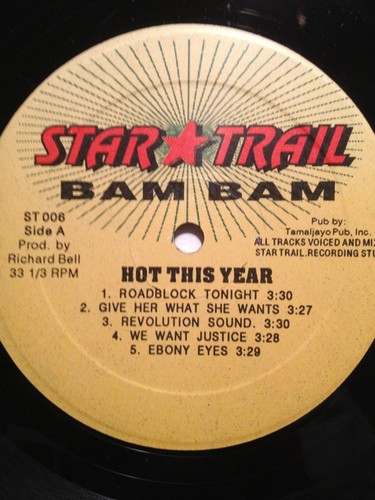 STAR★TRAIL
BAM BAM
ST 006
Side A
Prod. by
Richard Bell
33 1/3 RPM
Pub by:
Tamaljayo Pub, Inc.
ALL TRACKS VOICED AND
STAR TRAIL.RECORDING
HOT THIS YEAR
1. ROADBLOCK TONIGHT 3:30
2. GIVE HER WHAT SHE WANTS 3:27
3. REVOLUTION SOUND. 3:30
4. WE WANT JUSTICE 3:28
5. EBONY EYES 3:29